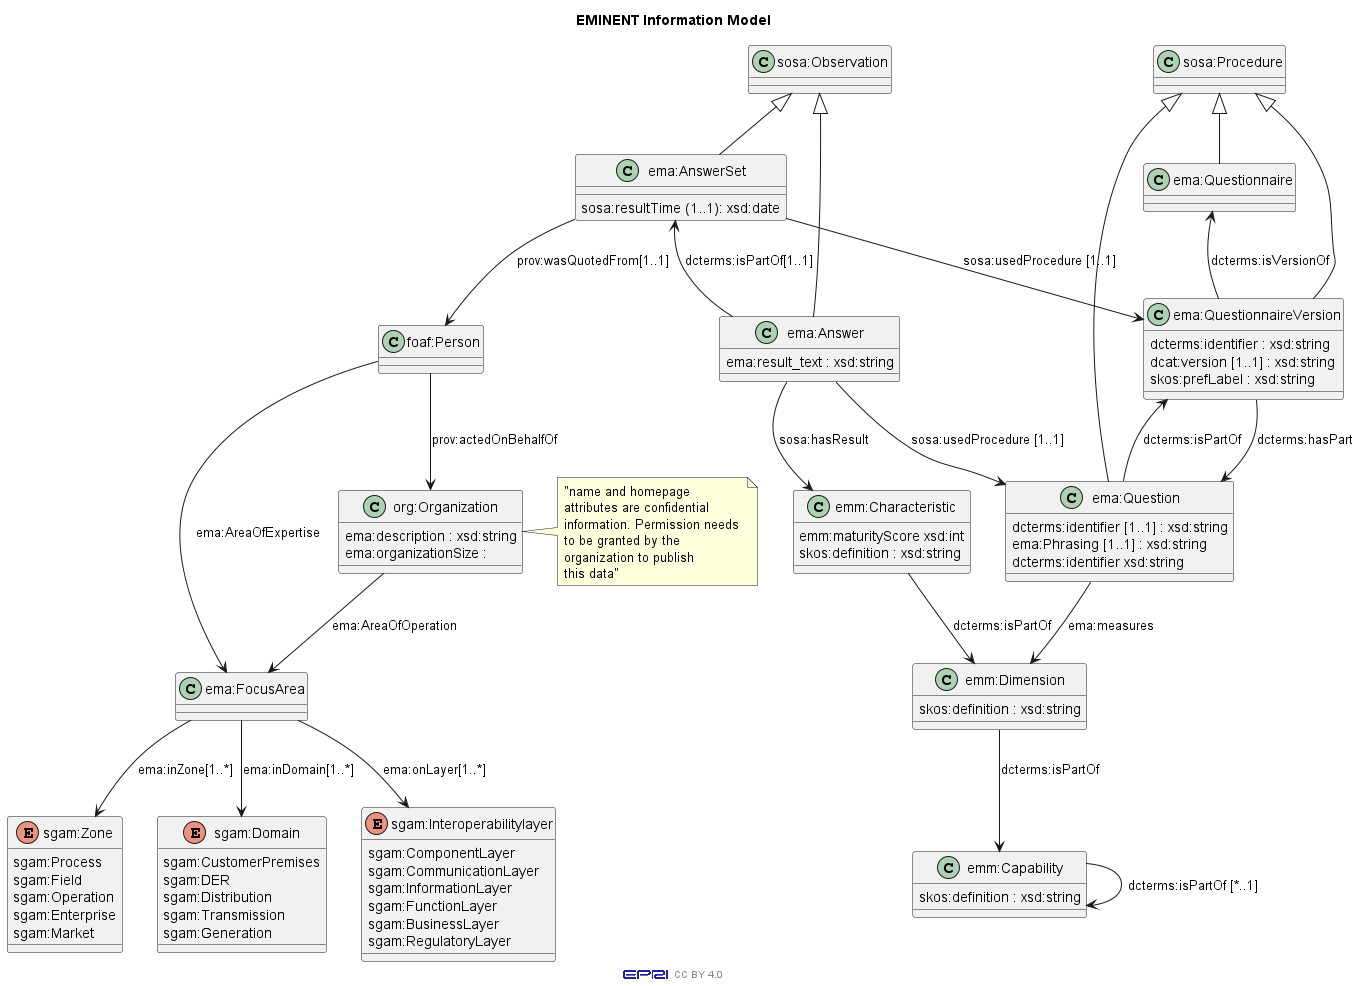 EMINENT Information Model
C sosa:Observation
C sosa:Procedure
C ema:AnswerSet
sosa:resultTime (1..1): xsd:date
C ema:Questionnaire
prov:wasQuotedFrom[1..1]
dcterms:isPartOf[1..1]
sosa:usedProcedure [1..1]
dcterms:isVersionOf
C foaf:Person
C ema:Answer
ema:result_text : xsd:string
C ema:QuestionnaireVersion
dcterms:identifier : xsd:string
dcat:version [1..1] : xsd:string
skos:prefLabel : xsd:string
prov:actedOnBehalfOf
sosa:hasResult
sosa:usedProcedure [1..1]
dcterms:isPartOf
dcterms:hasPart
ema:AreaOfExpertise
C org:Organization
ema:description : xsd:string
ema:organizationSize :
"name and homepage
attributes are confidential
information. Permission needs
to be granted by the
organization to publish
this data"
C emm:Characteristic
emm:maturityScore xsd:int
skos:definition : xsd:string
C ema:Question
dcterms:identifier [1..1] : xsd:string
ema:Phrasing [1..1] : xsd:string
dcterms:identifier xsd:string
ema:AreaOfOperation
dcterms:isPartOf
ema:measures
C ema:FocusArea
C emm:Dimension
skos:definition : xsd:string
ema:inZone[1..*]
ema:inDomain[1..*]
ema:onLayer[1..*]
dcterms:isPartOf
E sgam:Zone
sgam:Process
sgam:Field
sgam:Operation
sgam:Enterprise
sgam:Market
E sgam:Domain
sgam:CustomerPremises
sgam:DER
sgam:Distribution
sgam:Transmission
sgam:Generation
E sgam:Interoperabilitylayer
sgam:ComponentLayer
sgam:CommunicationLayer
sgam:InformationLayer
sgam:FunctionLayer
sgam:BusinessLayer
sgam:RegulatoryLayer
C emm:Capability
skos:definition : xsd:string
dcterms:isPartOf [*..1]
EPRI CC BY 4.0